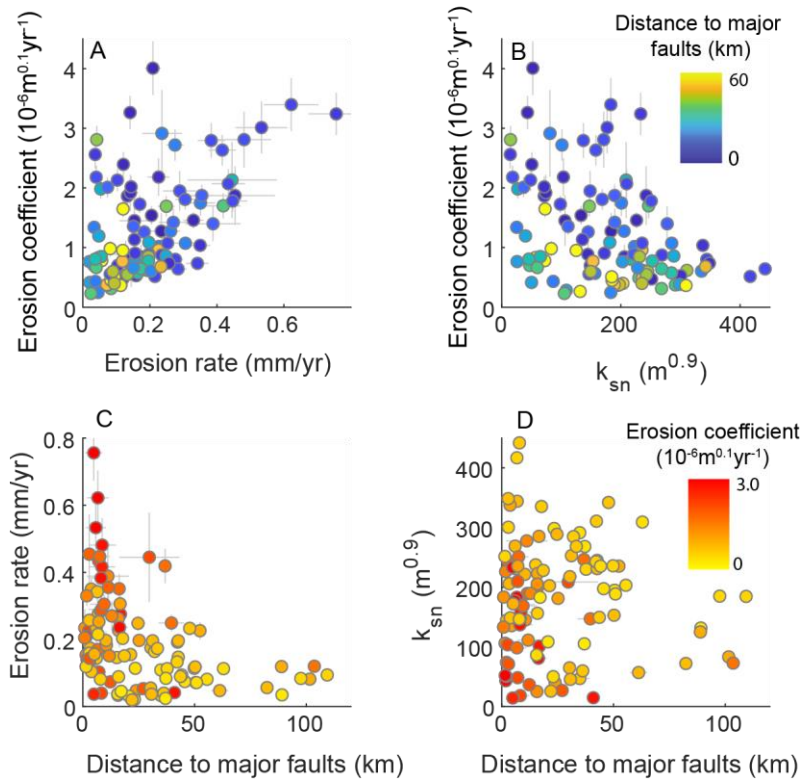 A
Erosion coefficient (10⁻⁶m⁰·¹yr⁻¹)
4
3
2
1
0
0
0.2
0.4
0.6
Erosion rate (mm/yr)
B
Distance to major
faults (km)
60
0
Erosion coefficient (10⁻⁶m⁰·¹yr⁻¹)
4
3
2
1
0
0
200
400
kₛₙ (m⁰·⁹)
C
Erosion rate (mm/yr)
0.8
0.6
0.4
0.2
0
0
50
100
Distance to major faults (km)
D
Erosion coefficient
(10⁻⁶m⁰·¹yr⁻¹)
3.0
0
kₛₙ (m⁰·⁹)
400
300
200
100
0
0
50
100
Distance to major faults (km)